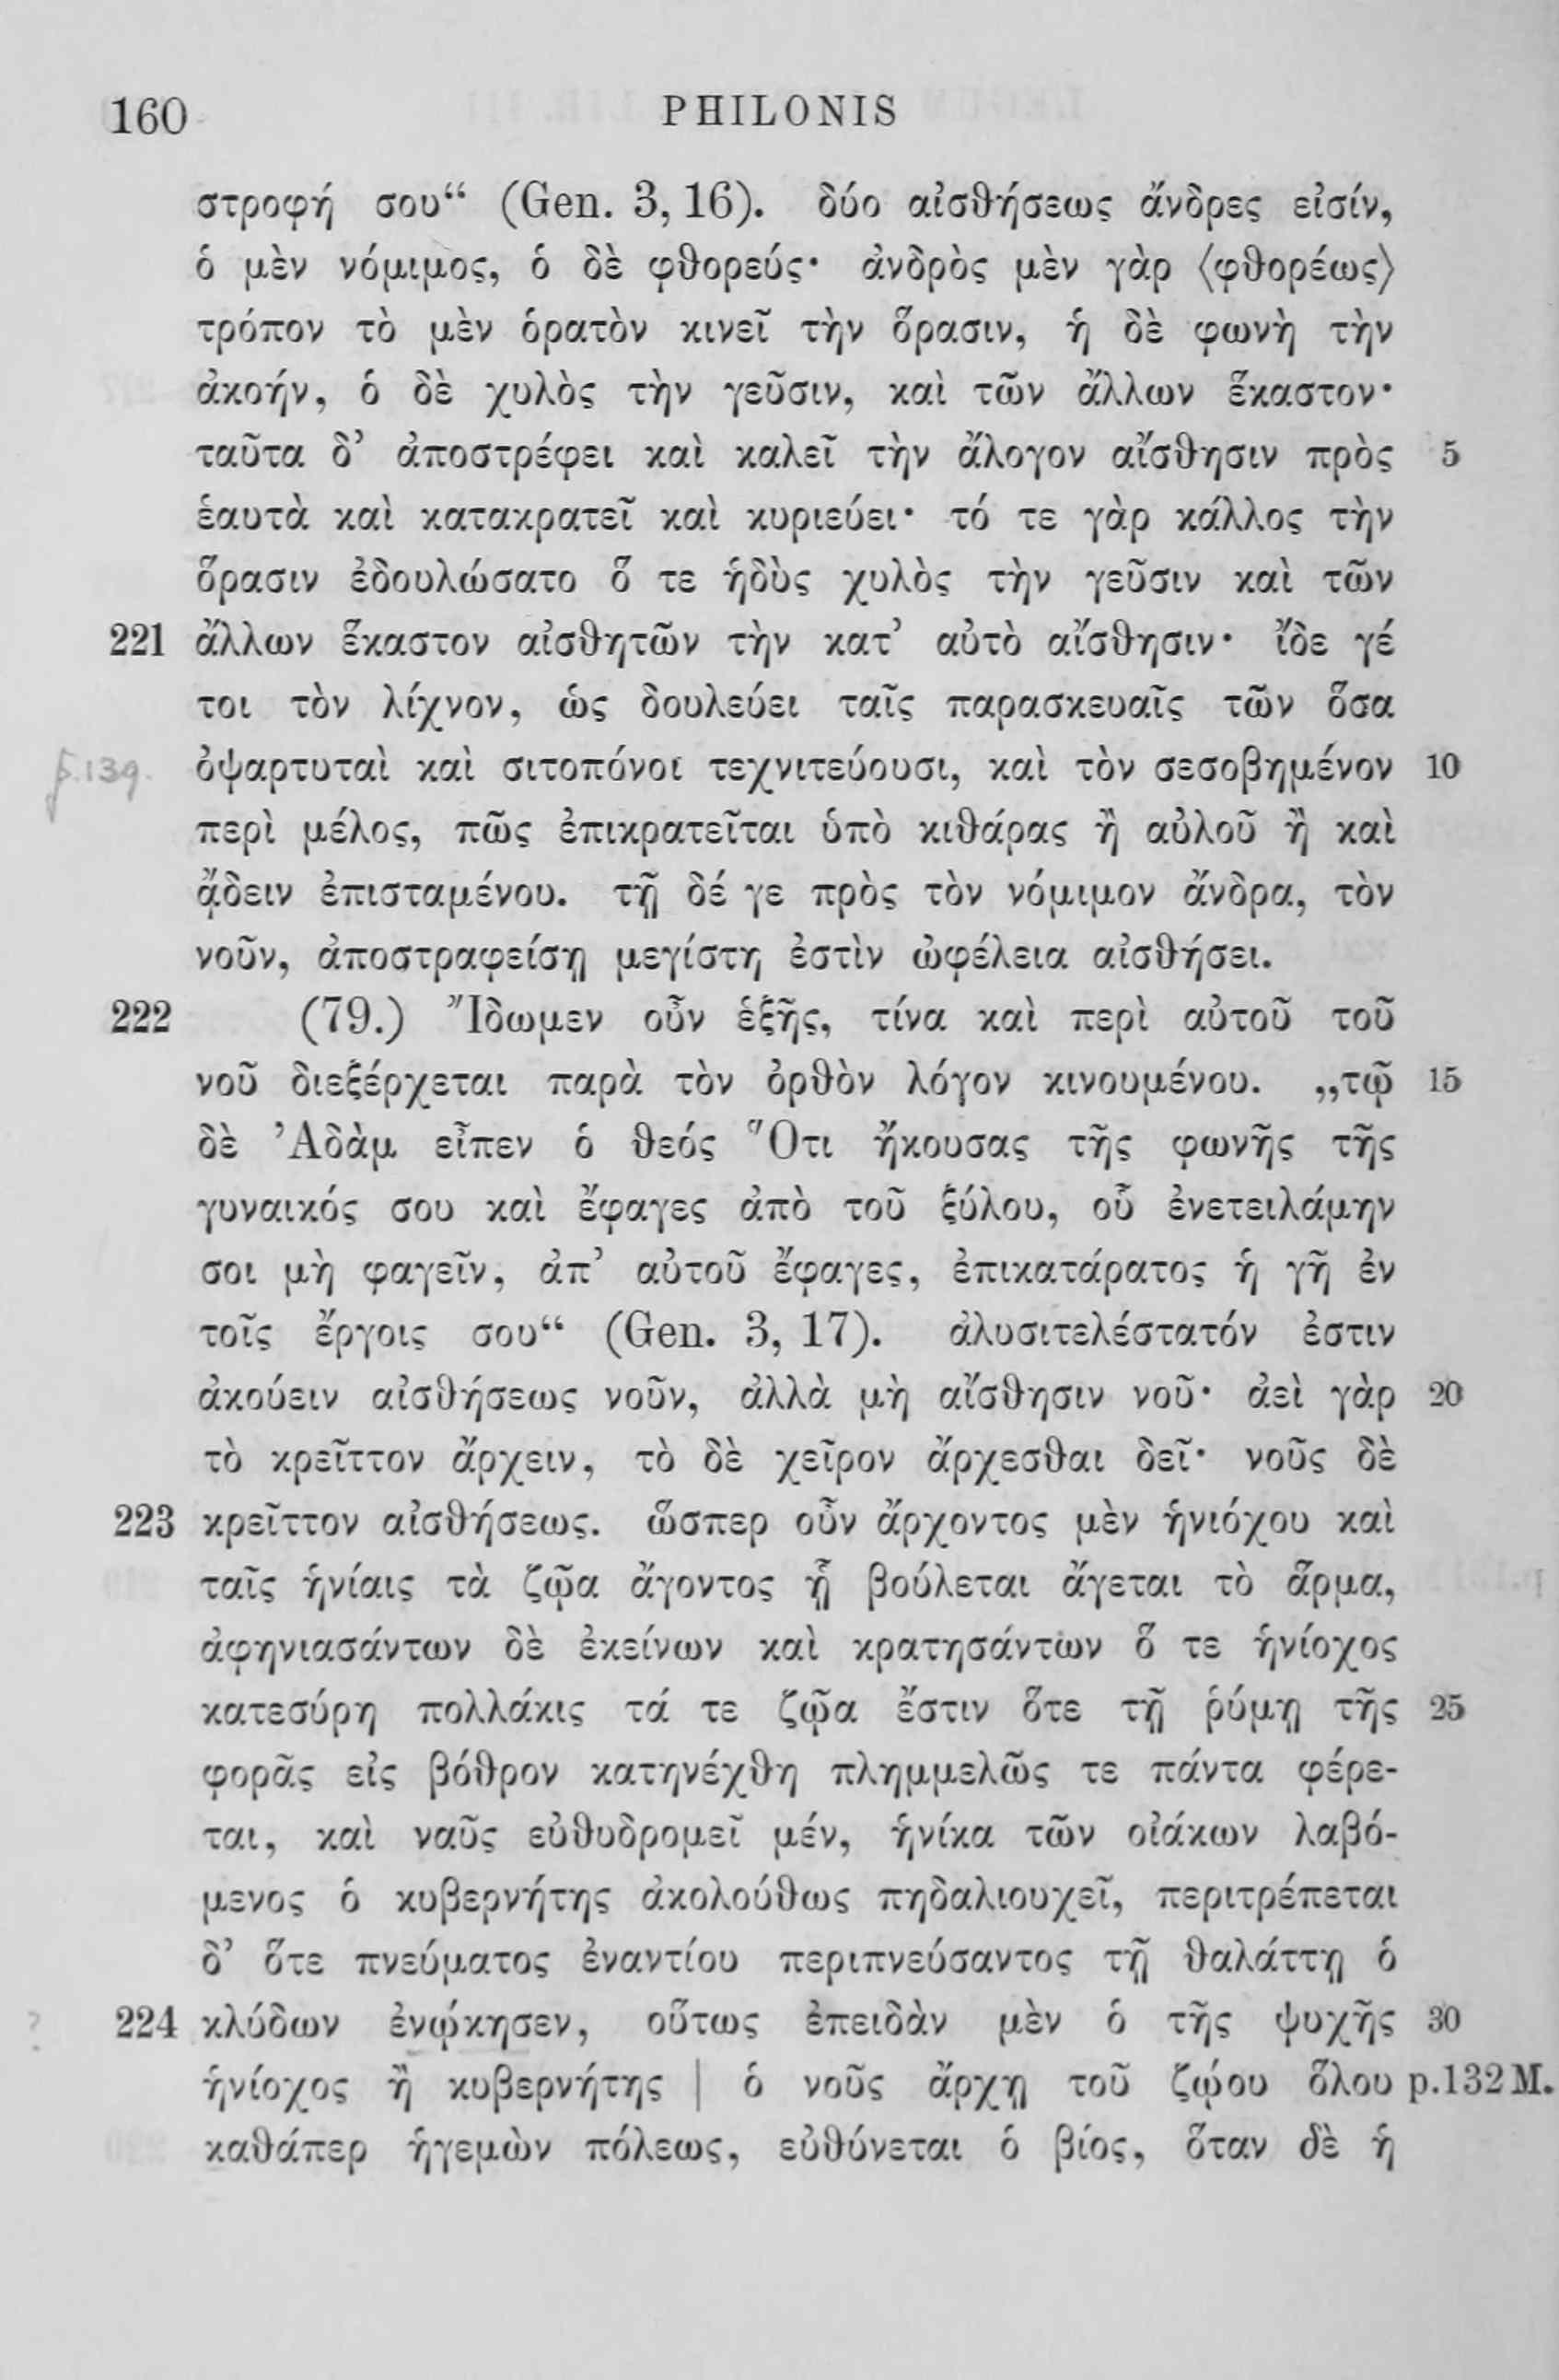 160 PHILONIS
στροφή σου“ (Gen. 3, 16). δύο αἰσθήσεως ἄνδρες εἰσίν,
ὁ μὲν νόμιμος, ὁ δὲ φθορεύς· ἀνδρὸς μὲν γὰρ ⟨φθορέως⟩
τρόπον τὸ μὲν ὁρατὸν κινεῖ τὴν ὅρασιν, ἡ δὲ φωνὴ τὴν
ἀκοήν, ὁ δὲ χυλὸς τὴν γεῦσιν, καὶ τῶν ἄλλων ἕκαστον·
ταῦτα δ’ ἀποστρέφει καὶ καλεῖ τὴν ἄλογον αἴσθησιν πρὸς 5
ἑαυτὰ καὶ κατακρατεῖ καὶ κυριεύει· τό τε γὰρ κάλλος τὴν
ὅρασιν ἐδουλώσατο ὅ τε ἡδὺς χυλὸς τὴν γεῦσιν καὶ τῶν
221 ἄλλων ἕκαστον αἰσθητῶν τὴν κατ’ αὐτὸ αἴσθησιν· ἴδε γέ
τοι τὸν λίχνον, ὡς δουλεύει ταῖς παρασκευαῖς τῶν ὅσα
p.139. ὀψαρτυταὶ καὶ σιτοπόνοι τεχνιτεύουσι, καὶ τὸν σεσοβημένον 10
περὶ μέλος, πῶς ἐπικρατεῖται ὑπὸ κιθάρας ἢ αὐλοῦ ἢ καὶ
ᾄδειν ἐπισταμένου. τῇ δέ γε πρὸς τὸν νόμιμον ἄνδρα, τὸν
νοῦν, ἀποστραφείσῃ μεγίστη ἐστὶν ὠφέλεια αἰσθήσει.
222 (79.) Ἴδωμεν οὖν ἑξῆς, τίνα καὶ περὶ αὐτοῦ τοῦ
νοῦ διεξέρχεται παρὰ τὸν ὀρθὸν λόγον κινουμένου. „τῷ 15
δὲ Ἀδὰμ εἶπεν ὁ θεός Ὅτι ἤκουσας τῆς φωνῆς τῆς
γυναικός σου καὶ ἔφαγες ἀπὸ τοῦ ξύλου, οὗ ἐνετειλάμην
σοι μὴ φαγεῖν, ἀπ’ αὐτοῦ ἔφαγες, ἐπικατάρατος ἡ γῆ ἐν
τοῖς ἔργοις σου“ (Gen. 3, 17). ἀλυσιτελέστατόν ἐστιν
ἀκούειν αἰσθήσεως νοῦν, ἀλλὰ μὴ αἴσθησιν νοῦ· ἀεὶ γὰρ 20
τὸ κρεῖττον ἄρχειν, τὸ δὲ χεῖρον ἄρχεσθαι δεῖ· νοῦς δὲ
223 κρεῖττον αἰσθήσεως. ὥσπερ οὖν ἄρχοντος μὲν ἡνιόχου καὶ
ταῖς ἡνίαις τὰ ζῷα ἄγοντος ᾗ βούλεται ἄγεται τὸ ἅρμα,
ἀφηνιασάντων δὲ ἐκείνων καὶ κρατησάντων ὅ τε ἡνίοχος
κατεσύρη πολλάκις τά τε ζῷα ἔστιν ὅτε τῇ ῥύμῃ τῆς 25
φορᾶς εἰς βόθρον κατηνέχθη πλημμελῶς τε πάντα φέρε-
ται, καὶ ναῦς εὐθυδρομεῖ μέν, ἡνίκα τῶν οἰάκων λαβό-
μενος ὁ κυβερνήτης ἀκολούθως πηδαλιουχεῖ, περιτρέπεται
δ’ ὅτε πνεύματος ἐναντίου περιπνεύσαντος τῇ θαλάττῃ ὁ
? 224 κλύδων ἐνῴκησεν, οὕτως ἐπειδὰν μὲν ὁ τῆς ψυχῆς 30
ἡνίοχος ἢ κυβερνήτης | ὁ νοῦς ἄρχῃ τοῦ ζῴου ὅλου p.132 M.
καθάπερ ἡγεμὼν πόλεως, εὐθύνεται ὁ βίος, ὅταν δὲ ἡ